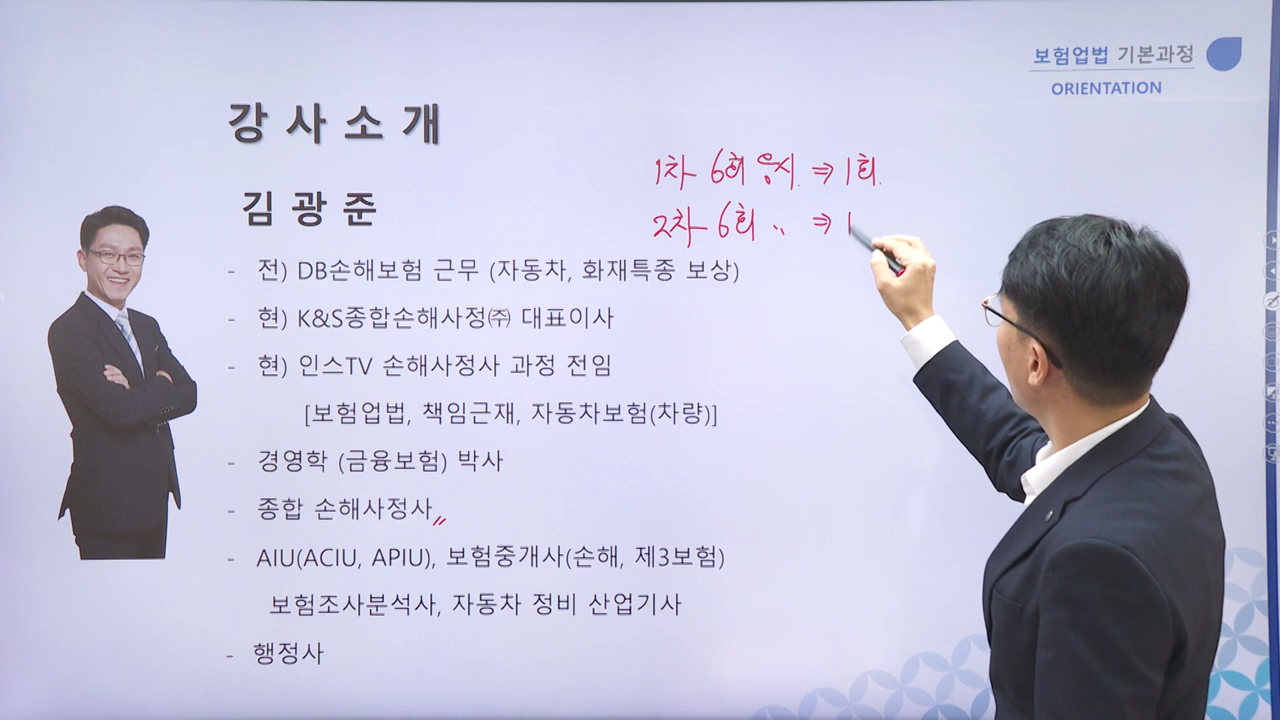 보험업법 기본과정
ORIENTATION
강사소개
1차 6회 응시 ⇒ 1회.
김광준
2차 6회 〃 ⇒ 1
- 전) DB손해보험 근무 (자동차, 화재특종 보상)
- 현) K&S종합손해사정㈜ 대표이사
- 현) 인스TV 손해사정사 과정 전임
[보험업법, 책임근재, 자동차보험(차량)]
- 경영학 (금융보험) 박사
- 종합 손해사정사〃
- AIU(ACIU, APIU), 보험중개사(손해, 제3보험)
보험조사분석사, 자동차 정비 산업기사
- 행정사